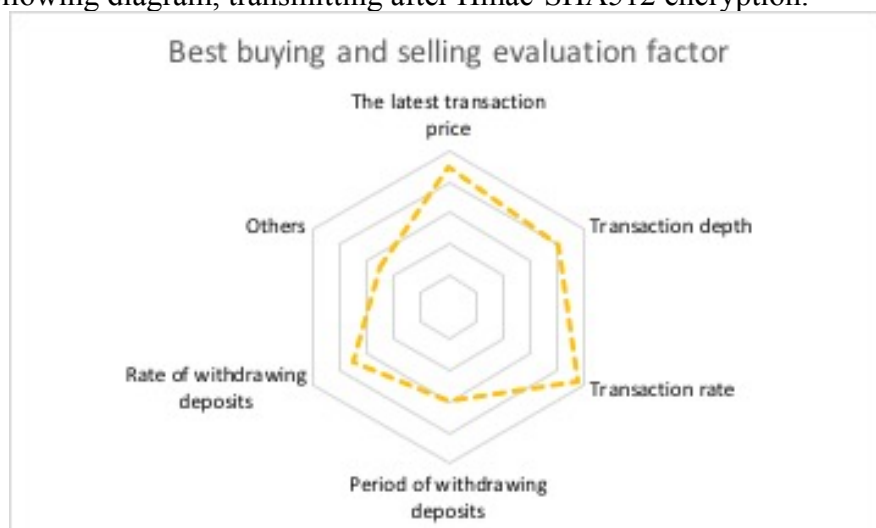 nowing diagram, transmitting after Hmac-SHA512 encryption.
Best buying and selling evaluation factor
The latest transaction
price
Others
Transaction depth
Rate of withdrawing
deposits
Transaction rate
Period of withdrawing
deposits